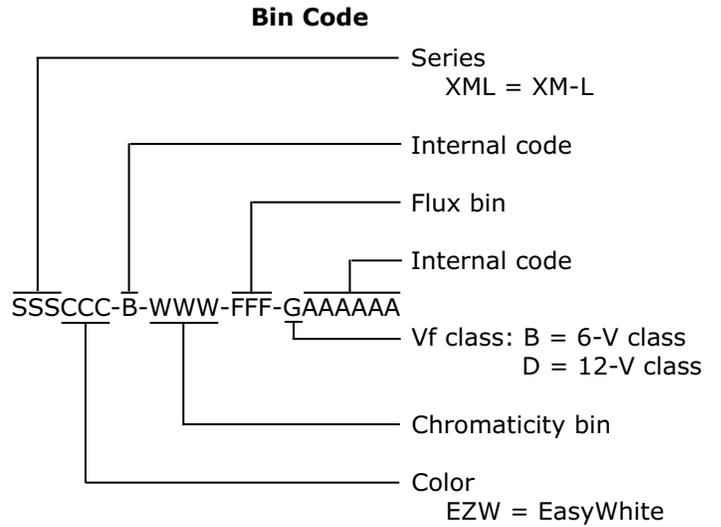 Bin Code
Series
XML = XM-L
Internal code
Flux bin
Internal code
SSSCCC-B-WWW-FFF-GAAAAAA
Vf class: B = 6-V class
D = 12-V class
Chromaticity bin
Color
EZW = EasyWhite